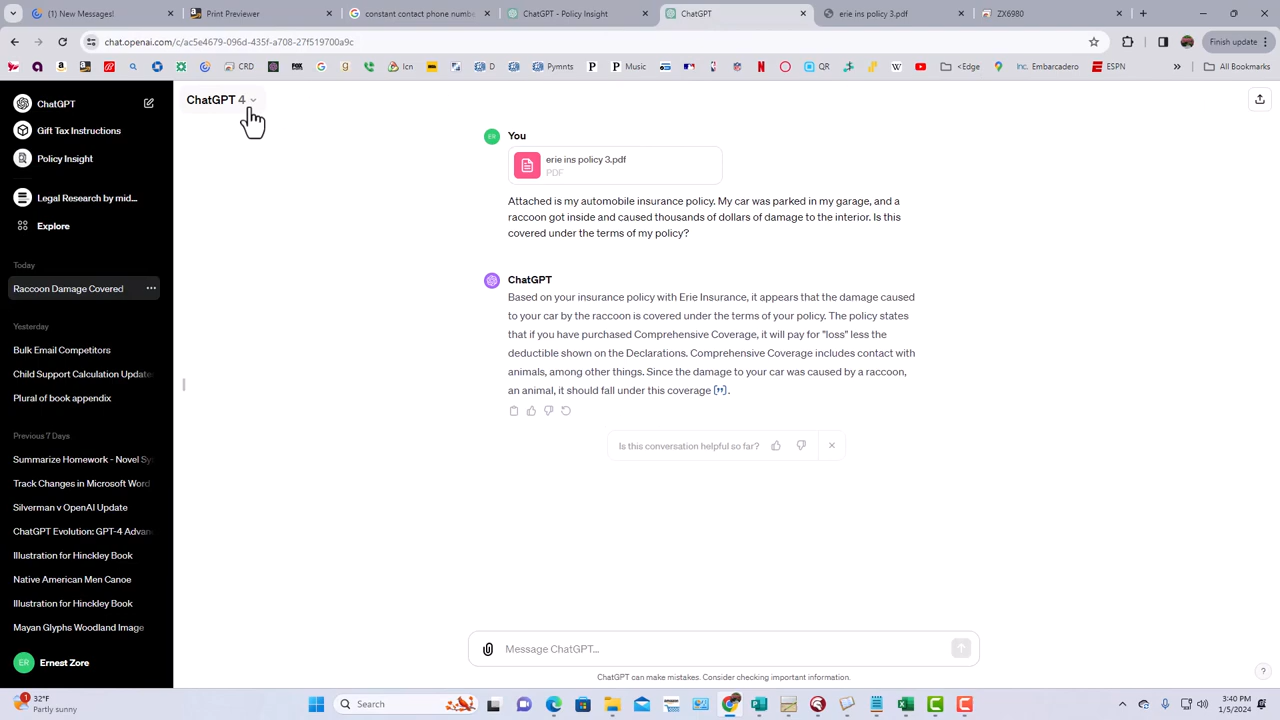 (1) New Messages!
Print Previewer
constant contact phone numbe
ChatGPT - Print Previewer
ChatGPT
erie ins policy 3.pdf
ZX6980
chat.openai.com/c/ac5e4679-096d-435f-a708-27f519700a9c
Finish update
CRD
Icn
D
Pymnts
P
P Music
QR
<Edge
Inc, Embarcadero
ESPN
All Bookmarks
ChatGPT
Gift Tax Instructions
Policy Insight
Legal Research by mid...
Explore
Today
Raccoon Damage Covered
Yesterday
Bulk Email Competitors
Child Support Calculation Update
Plural of book appendix
Previous 7 Days
Summarize Homework - Novel Sy
Track Changes in Microsoft Word
Silverman v OpenAI Update
ChatGPT Evolution: GPT-4 Advan
Illustration for Hinckley Book
Native American Men Canoe
Illustration for Hinckley Book
Mayan Glyphs Woodland Image
ER Ernest Zore
ChatGPT 4
ER You
erie ins policy 3.pdf
PDF
Attached is my automobile insurance policy. My car was parked in my garage, and a
raccoon got inside and caused thousands of dollars of damage to the interior. Is this
covered under the terms of my policy?
ChatGPT
Based on your insurance policy with Erie Insurance, it appears that the damage caused
to your car by the raccoon is covered under the terms of your policy. The policy states
that if you have purchased Comprehensive Coverage, it will pay for "loss" less the
deductible shown on the Declarations. Comprehensive Coverage includes contact with
animals, among other things. Since the damage to your car was caused by a raccoon,
an animal, it should fall under this coverage ["].
Is this conversation helpful so far?
Message ChatGPT...
ChatGPT can make mistakes. Consider checking important information.
?
1
32°F
Partly sunny
Search
3:40 PM
1/5/2024